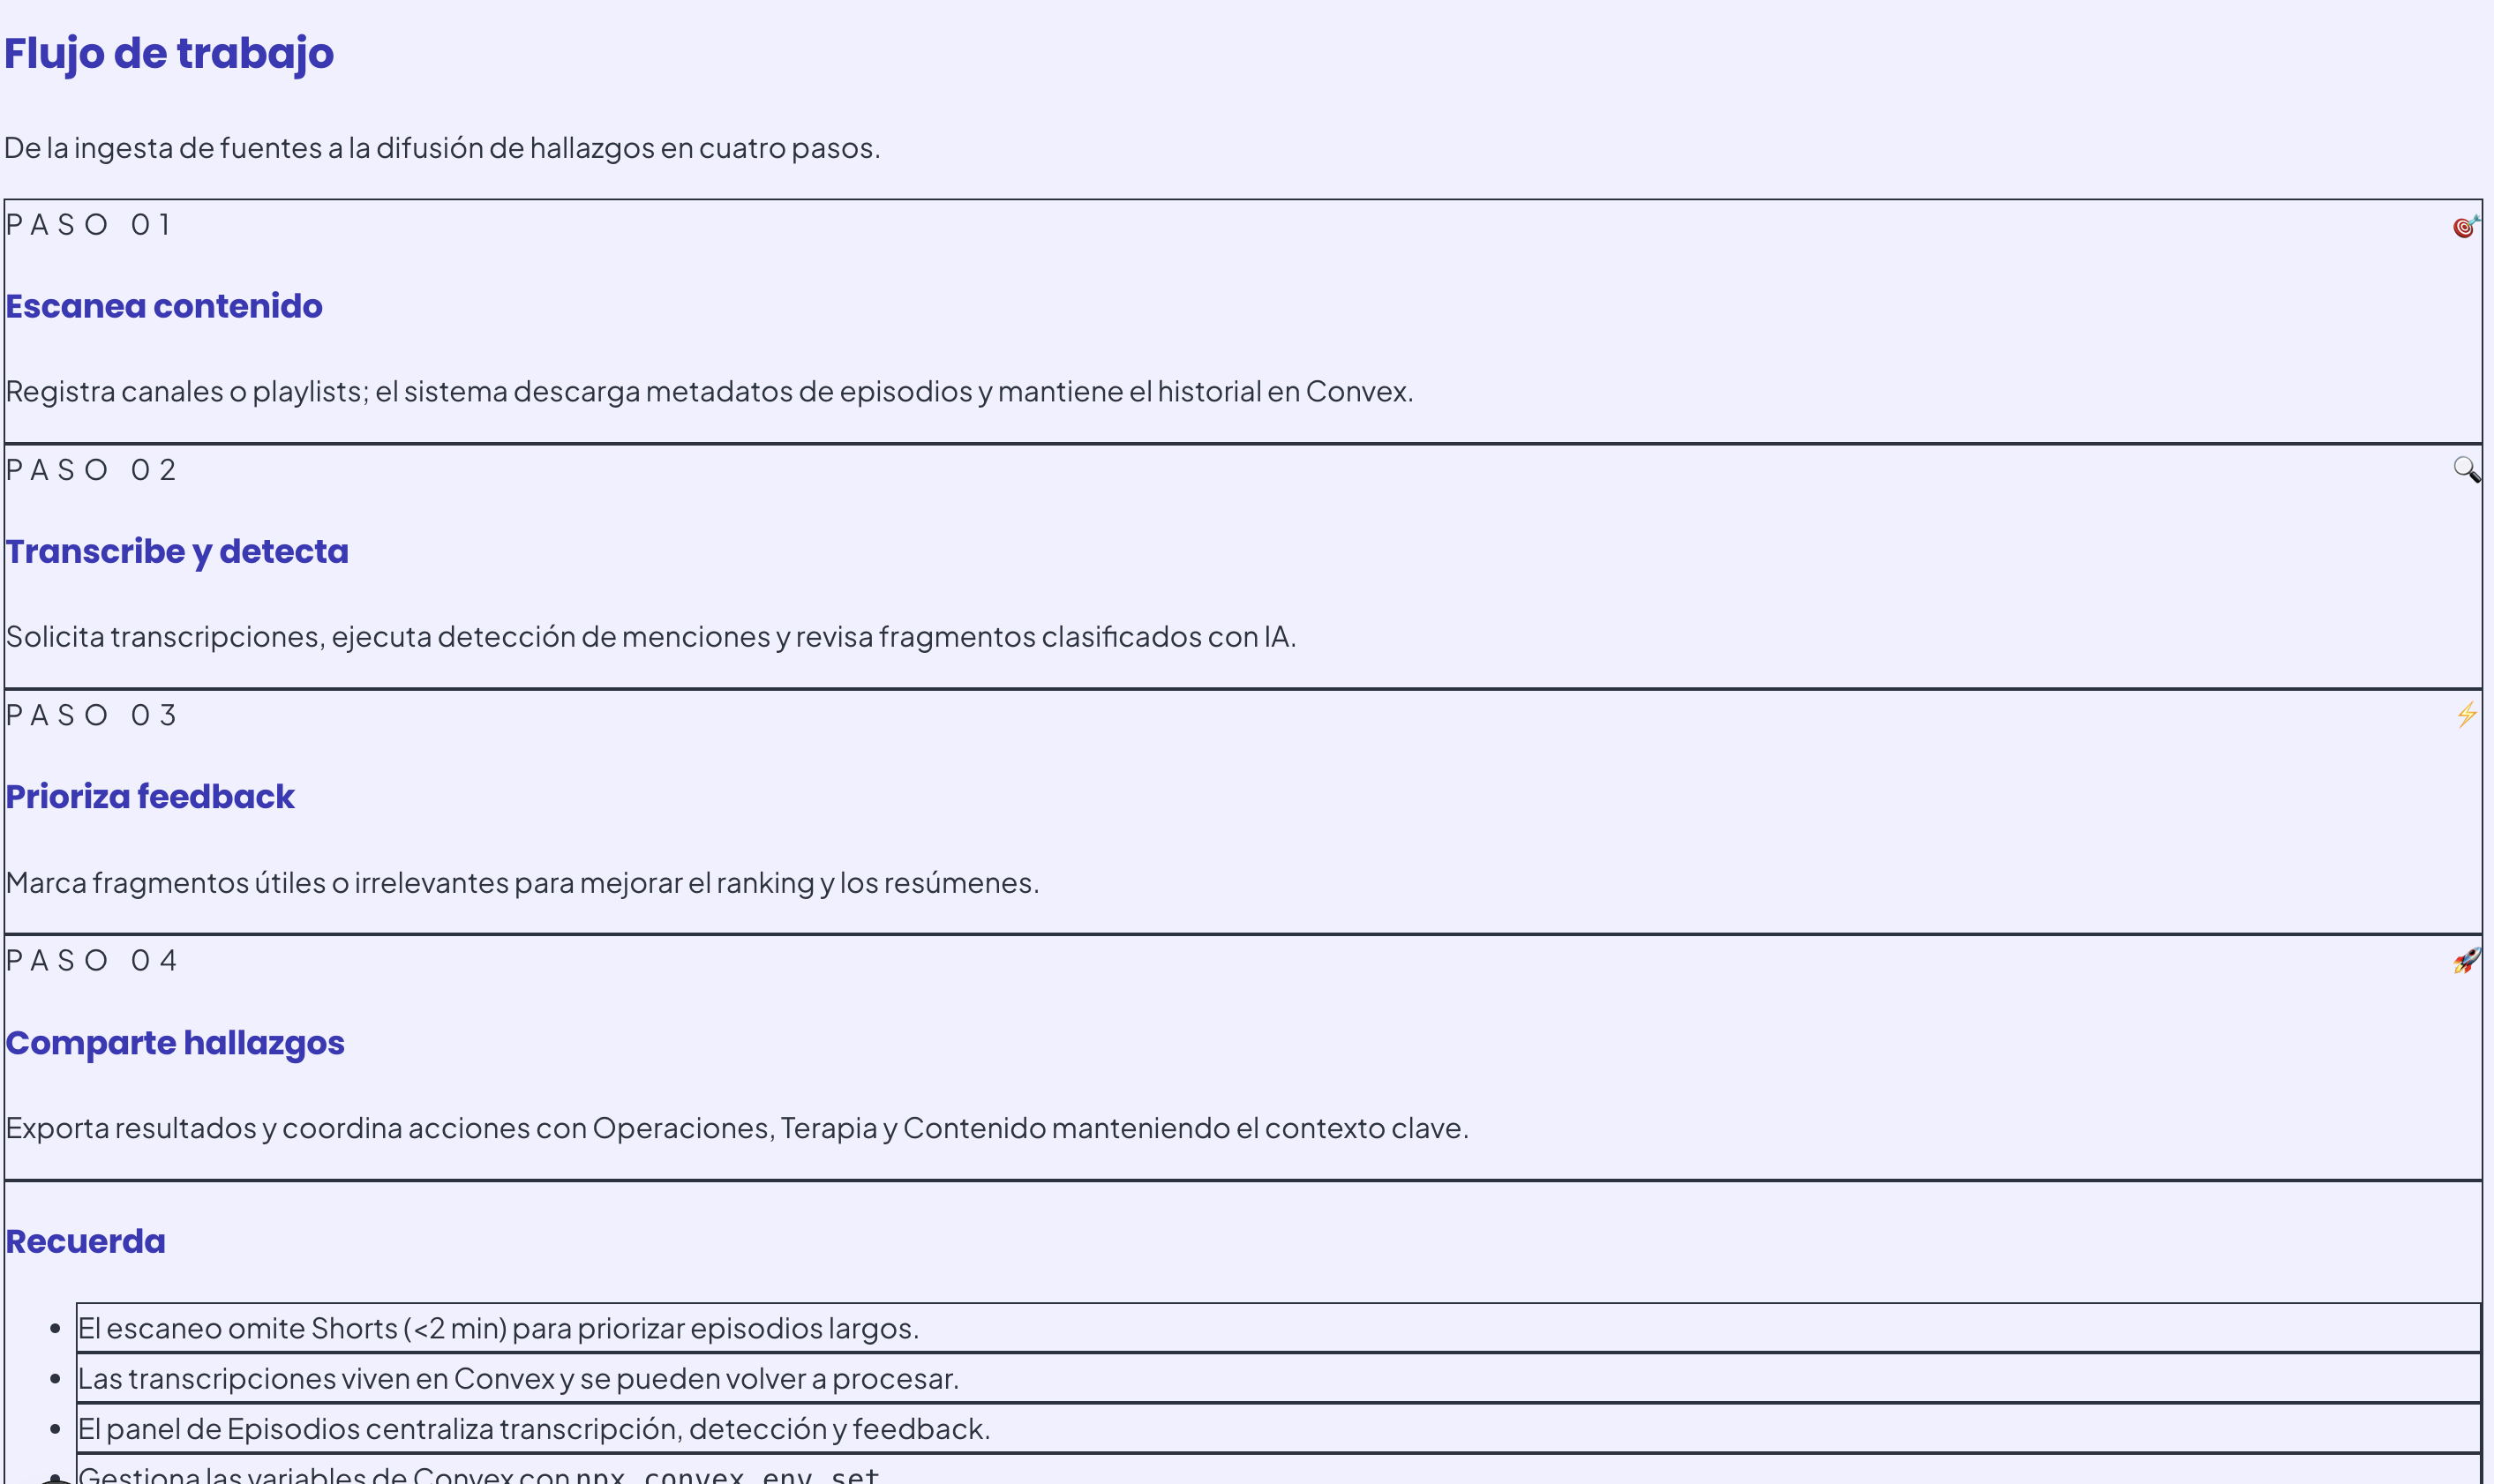 Flujo de trabajo
De la ingesta de fuentes a la difusión de hallazgos en cuatro pasos.
PASO 01
Escanea contenido
Registra canales o playlists; el sistema descarga metadatos de episodios y mantiene el historial en Convex.
PASO 02
Transcribe y detecta
Solicita transcripciones, ejecuta detección de menciones y revisa fragmentos clasificados con IA.
PASO 03
Prioriza feedback
Marca fragmentos útiles o irrelevantes para mejorar el ranking y los resúmenes.
PASO 04
Comparte hallazgos
Exporta resultados y coordina acciones con Operaciones, Terapia y Contenido manteniendo el contexto clave.
Recuerda
El escaneo omite Shorts (<2 min) para priorizar episodios largos.
Las transcripciones viven en Convex y se pueden volver a procesar.
El panel de Episodios centraliza transcripción, detección y feedback.
Gestiona las variables de Convex con npx convex env set